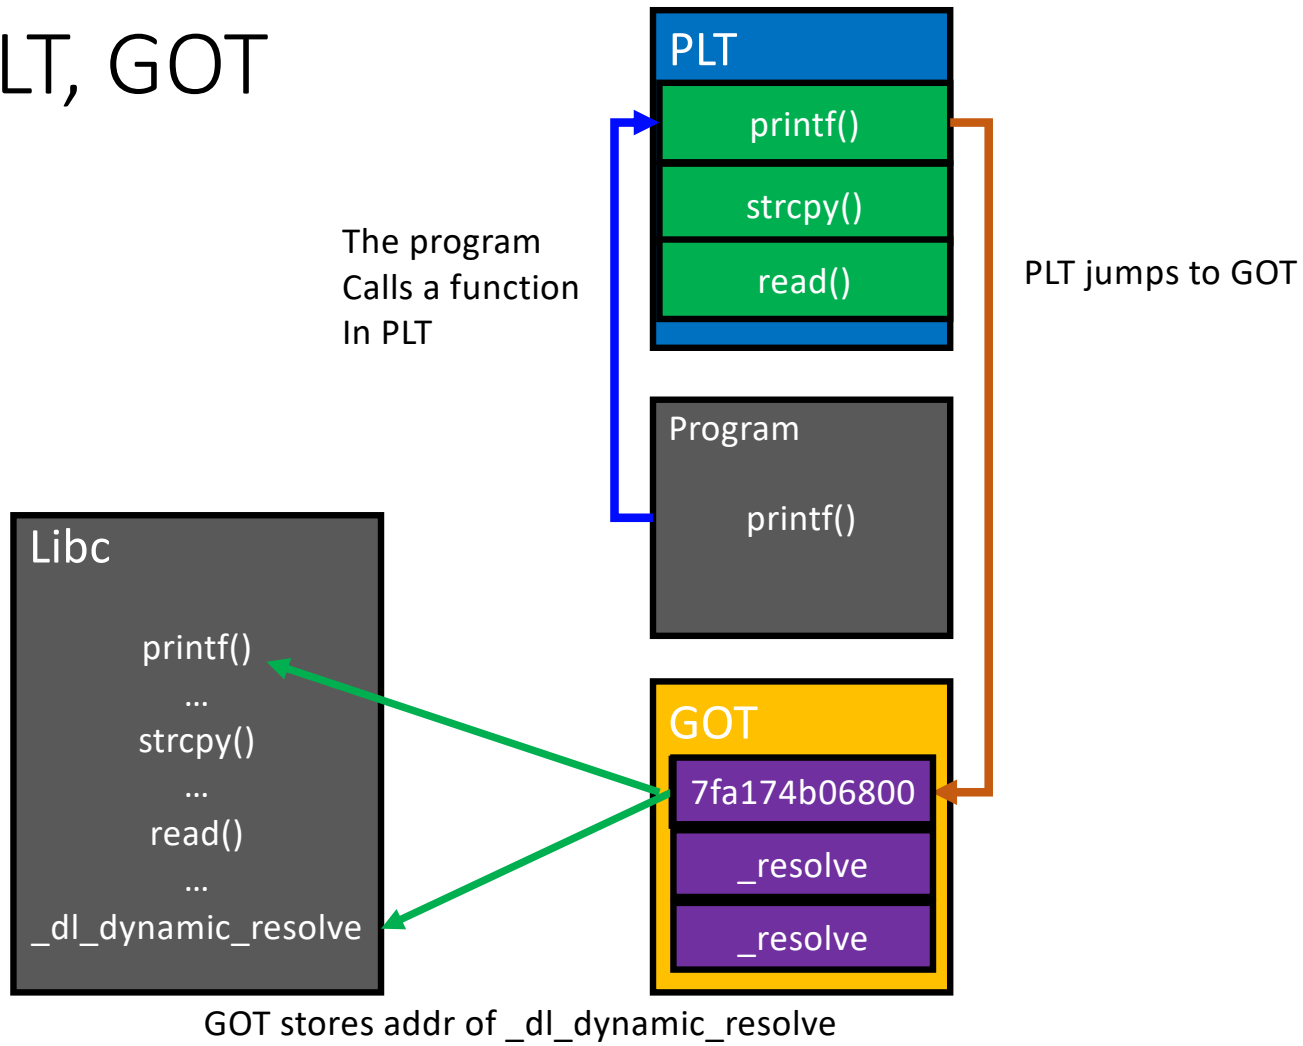 LT, GOT
PLT
printf()
strcpy()
read()
The program
Calls a function
In PLT
PLT jumps to GOT
Program
printf()
Libc
printf()
...
strcpy()
...
read()
...
_dl_dynamic_resolve
GOT
7fa174b06800
_resolve
_resolve
GOT stores addr of _dl_dynamic_resolve